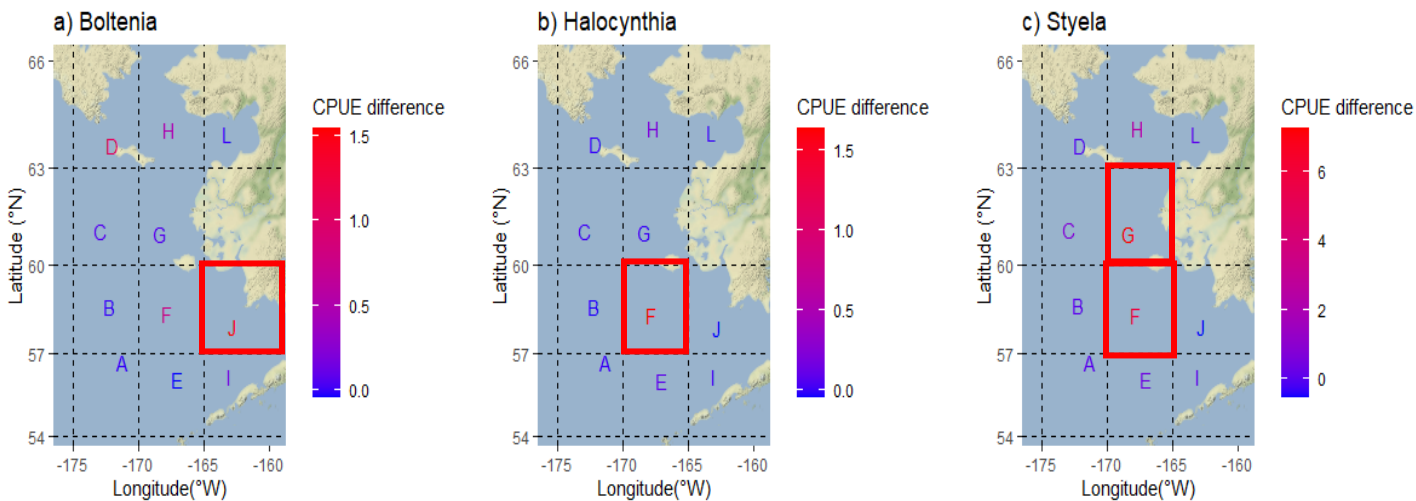 a) Boltenia
b) Halocynthia
c) Styela
66
63
60
57
54
-175
-170
-165
-160
Latitude (°N)
Longitude(°W)
D
H
L
C
G
B
F
J
A
E
I
CPUE difference
1.5
1.0
0.5
0.0
66
63
60
57
54
-175
-170
-165
-160
Latitude (°N)
Longitude(°W)
D
H
L
C
G
B
F
J
A
E
I
CPUE difference
1.5
1.0
0.5
0.0
66
63
60
57
54
-175
-170
-165
-160
Latitude (°N)
Longitude(°W)
D
H
L
C
G
B
F
J
A
E
I
CPUE difference
6
4
2
0